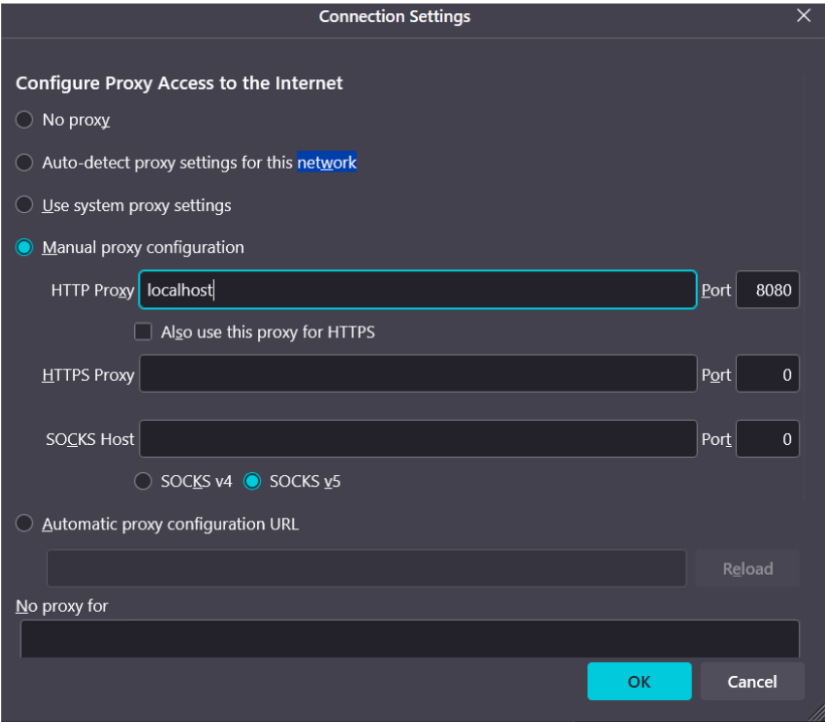 Connection Settings
Configure Proxy Access to the Internet
No proxy
Auto-detect proxy settings for this network
Use system proxy settings
Manual proxy configuration
HTTP Proxy localhost Port 8080
Also use this proxy for HTTPS
HTTPS Proxy Port 0
SOCKS Host Port 0
SOCKS v4 SOCKS v5
Automatic proxy configuration URL
Reload
No proxy for
OK Cancel